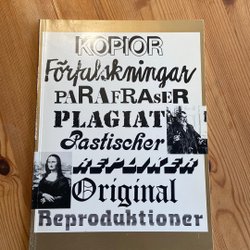 KOPIOR
Förfalskningar
PARAFRASER
PLAGIAT
Pastischer
REPLIKER
Original
Reproduktioner